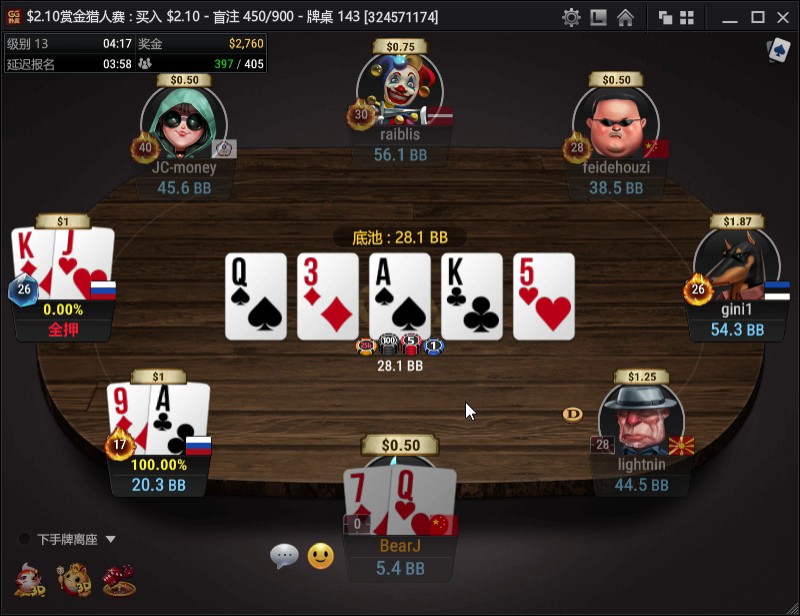 $2.10赏金猎人赛 : 买入 $2.10 - 盲注 450/900 - 牌桌 143 [324571174]
级别 13 04:17 奖金 $2,760
延迟报名 03:58 397 / 405
$0.75
30
raiblis
56.1 BB
$0.50
40
JC-money
45.6 BB
$0.50
28
feidehouzi
38.5 BB
$1
K J
26
0.00%
全押
$1.87
26
gini1
54.3 BB
底池 : 28.1 BB
Q 3 A K 5
28.1 BB
$1
9 A
17
100.00%
20.3 BB
D
$1.25
28
lightnin
44.5 BB
$0.50
7 Q
0
BearJ
5.4 BB
下手牌离座